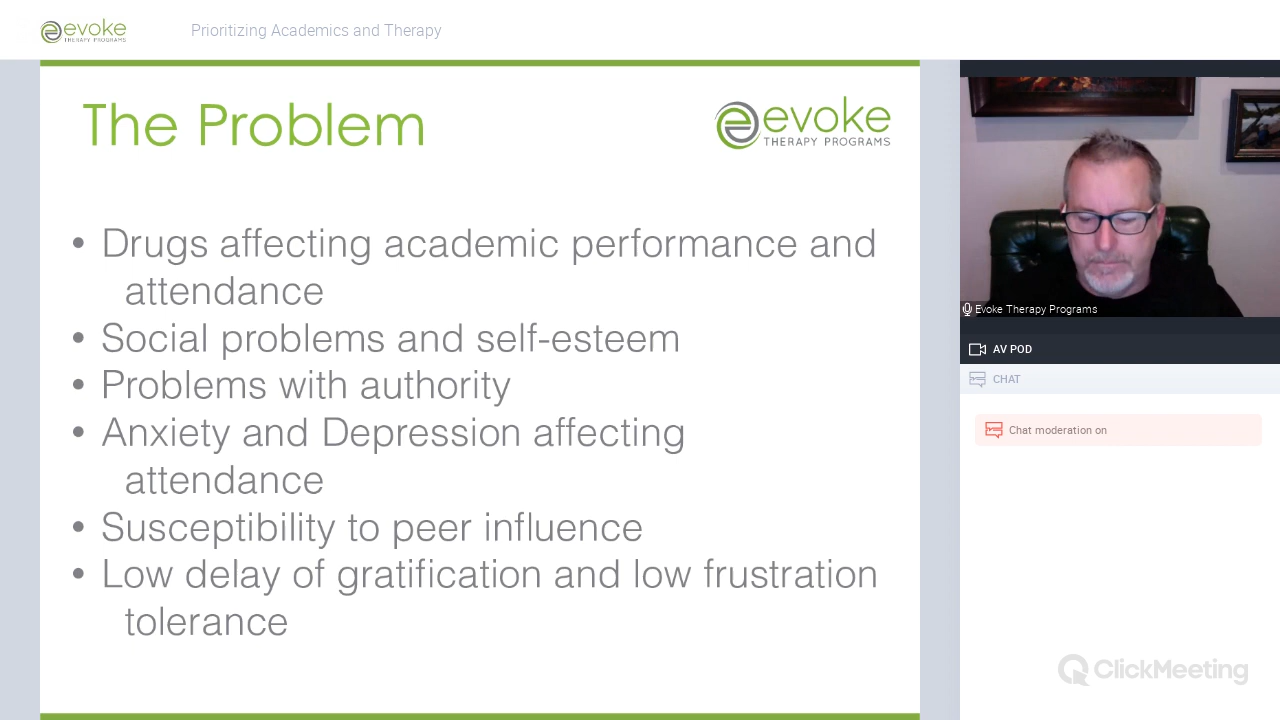 evoke
THERAPY PROGRAMS
Prioritizing Academics and Therapy
The Problem
evoke
THERAPY PROGRAMS
• Drugs affecting academic performance and
attendance
• Social problems and self-esteem
• Problems with authority
• Anxiety and Depression affecting
attendance
• Susceptibility to peer influence
• Low delay of gratification and low frustration
tolerance
Evoke Therapy Programs
AV POD
CHAT
Chat moderation on
ClickMeeting